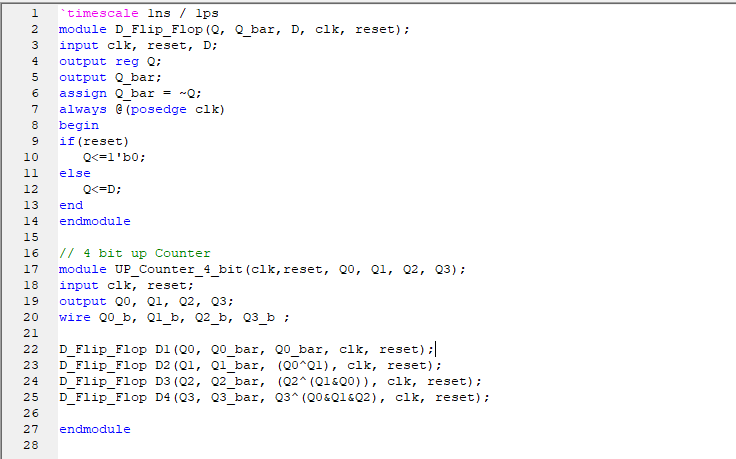 1 `timescale 1ns / 1ps
2 module D_Flip_Flop(Q, Q_bar, D, clk, reset);
3 input clk, reset, D;
4 output reg Q;
5 output Q_bar;
6 assign Q_bar = ~Q;
7 always @(posedge clk)
8 begin
9 if(reset)
10 Q<=1'b0;
11 else
12 Q<=D;
13 end
14 endmodule
15
16 // 4 bit up Counter
17 module UP_Counter_4_bit(clk,reset, Q0, Q1, Q2, Q3);
18 input clk, reset;
19 output Q0, Q1, Q2, Q3;
20 wire Q0_b, Q1_b, Q2_b, Q3_b ;
21
22 D_Flip_Flop D1(Q0, Q0_bar, Q0_bar, clk, reset);
23 D_Flip_Flop D2(Q1, Q1_bar, (Q0^Q1), clk, reset);
24 D_Flip_Flop D3(Q2, Q2_bar, (Q2^(Q1&Q0)), clk, reset);
25 D_Flip_Flop D4(Q3, Q3_bar, Q3^(Q0&Q1&Q2), clk, reset);
26
27 endmodule
28